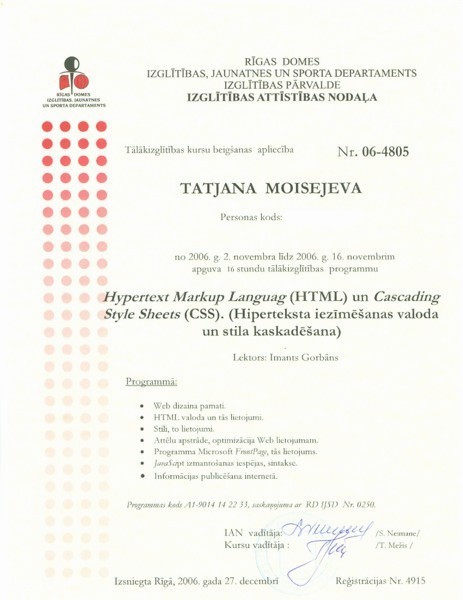 RĪGAS DOMES
IZGLĪTĪBAS, JAUNATNES UN SPORTA DEPARTAMENTS
IZGLĪTĪBAS PĀRVALDE
IZGLĪTĪBAS ATTĪSTĪBAS NODAĻA
RĪGAS DOMES
IZGLĪTĪBAS, JAUNATNES
UN SPORTA DEPARTAMENTS
Tālākizglītības kursu beigšanas apliecība Nr. 06-4805
TATJANA MOISEJEVA
Personas kods:
no 2006. g. 2. novembra līdz 2006. g. 16. novembrim
apguva 16 stundu tālākizglītības programmu
Hypertext Markup Languag (HTML) un Cascading
Style Sheets (CSS). (Hiperteksta iezīmēšanas valoda
un stila kaskadēšana)
Lektors: Imants Gorbāns
Programmā:
• Web dizaina pamati.
• HTML valoda un tās lietojumi.
• Stili, to lietojumi.
• Attēlu apstrāde, optimizācija Web lietojumam.
• Programma Microsoft FrontPage, tās lietojums.
• JavaScript izmantošanas iespējas, sintakse.
• Informācijas publicēšana internetā.
Programmas kods A1-9014 14 22 33, saskaņojuma ar RD IJSD Nr. 0250.
IAN vadītāja: /S. Neimane/
Kursu vadītāja : /T. Mežis /
Izsniegta Rīgā, 2006. gada 27. decembrī Reģistrācijas Nr. 4915